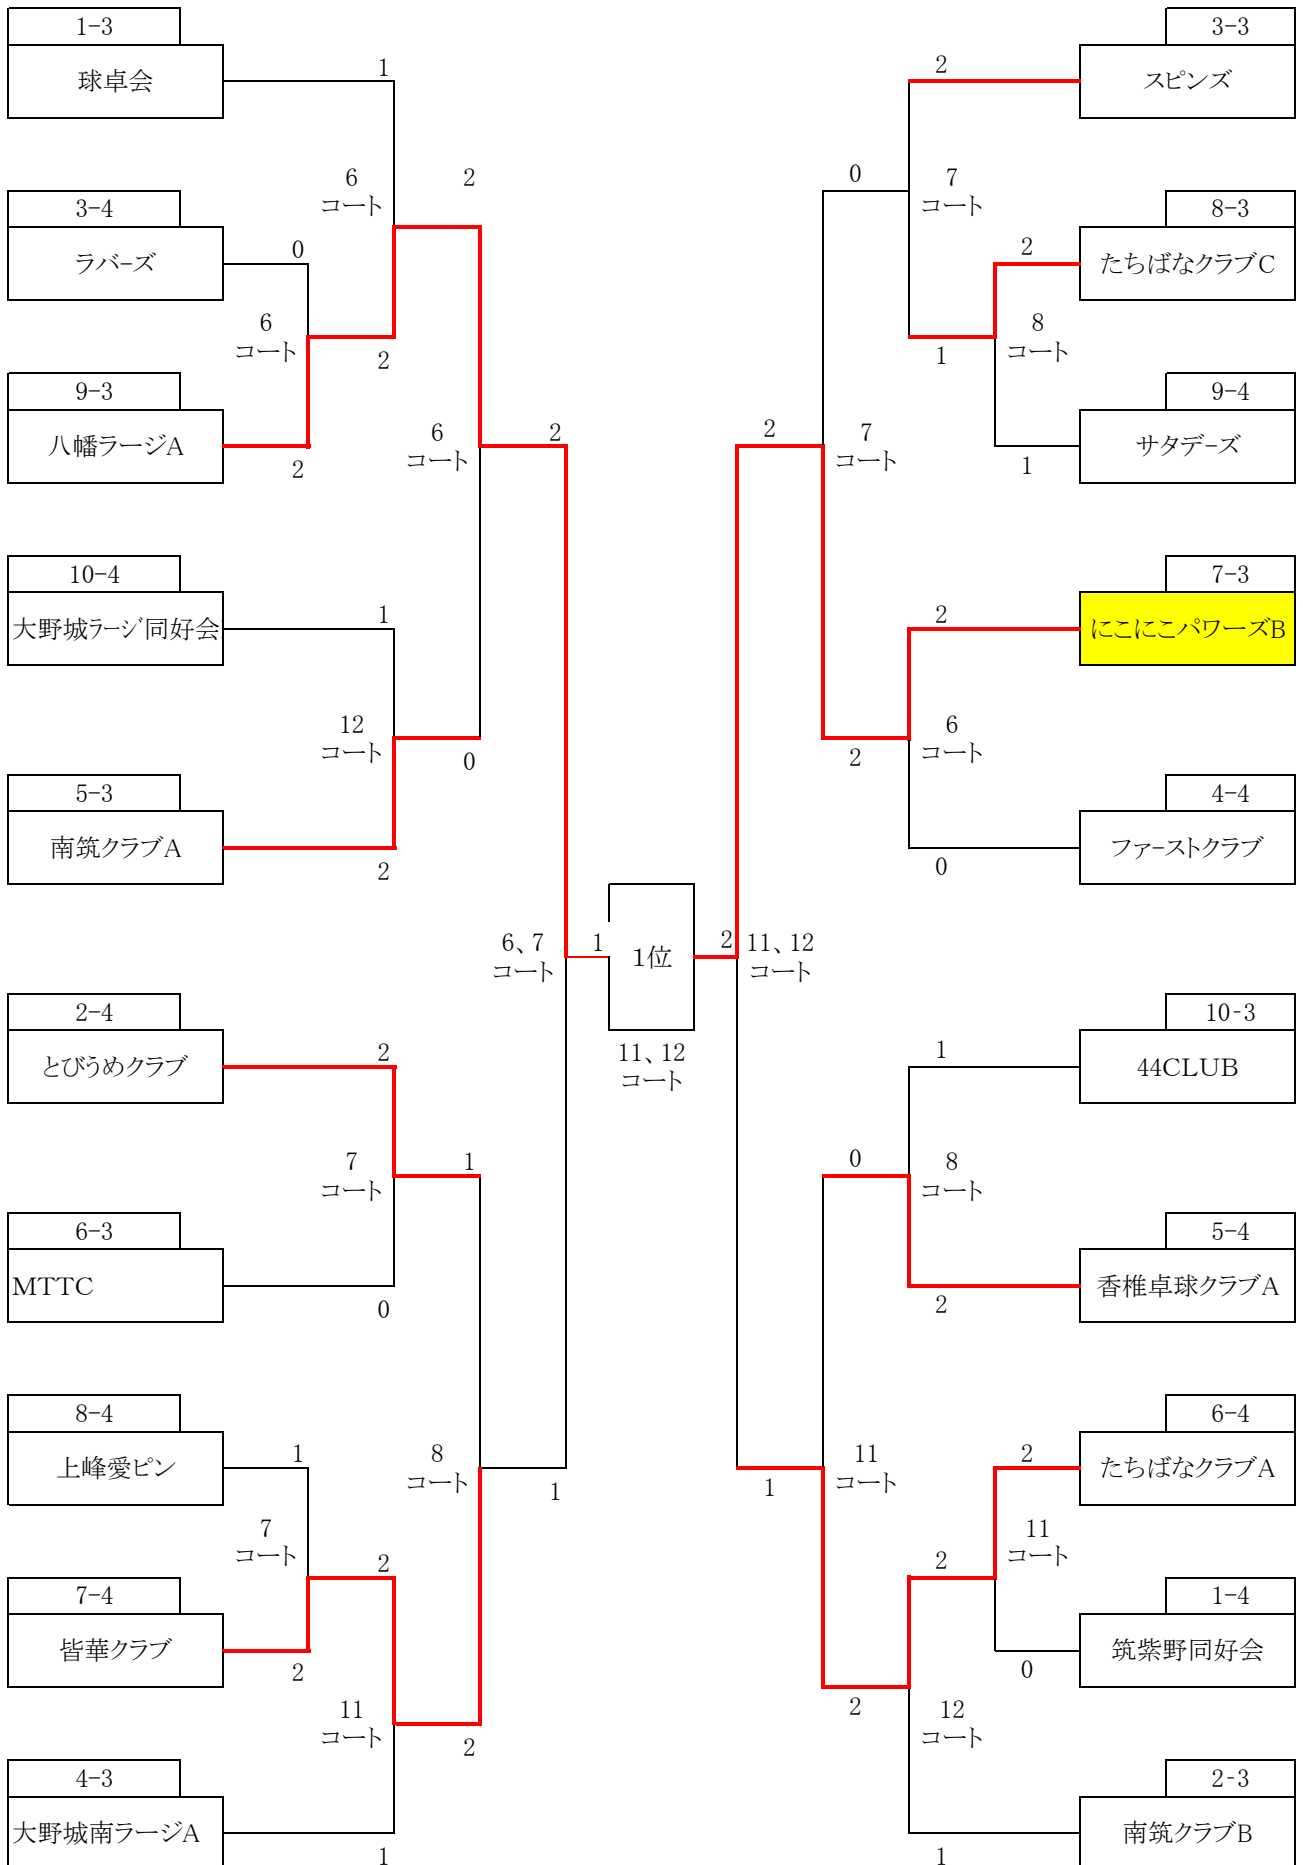 1-3
3-3
球卓会
1
2
スピンズ
6
コート
2
0
7
コート
3-4
8-3
ラバーズ
0
2
たちばなクラブC
6
コート
2
1
8
コート
9-3
9-4
八幡ラージA
2
6
コート
2
2
7
コート
1
サタデーズ
10-4
7-3
大野城ラージ同好会
1
2
にこにこパワーズB
12
コート
0
2
6
コート
5-3
4-4
南筑クラブA
2
0
ファーストクラブ
6、7
コート
1
1位
2
11、12
コート
11、12
コート
2-4
10-3
とびうめクラブ
2
1
44CLUB
7
コート
1
0
8
コート
6-3
5-4
MTTC
0
2
香椎卓球クラブA
8-4
6-4
上峰愛ピン
1
8
コート
1
1
11
コート
2
たちばなクラブA
7
コート
2
2
11
コート
7-4
1-4
皆華クラブ
2
0
筑紫野同好会
11
コート
2
2
12
コート
4-3
2-3
大野城南ラージA
1
1
南筑クラブB